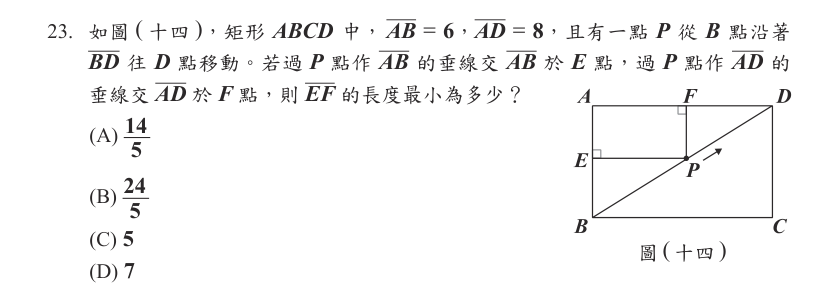 23. 如圖(十四)，矩形 ABCD 中，AB = 6，AD = 8，且有一點 P 從 B 點沿著
BD 往 D 點移動。若過 P 點作 AB 的垂線交 AB 於 E 點，過 P 點作 AD 的
垂線交 AD 於 F 點，則 EF 的長度最小為多少？
(A) 14/5
(B) 24/5
(C) 5
(D) 7
A F D
E
P
B C
圖(十四)